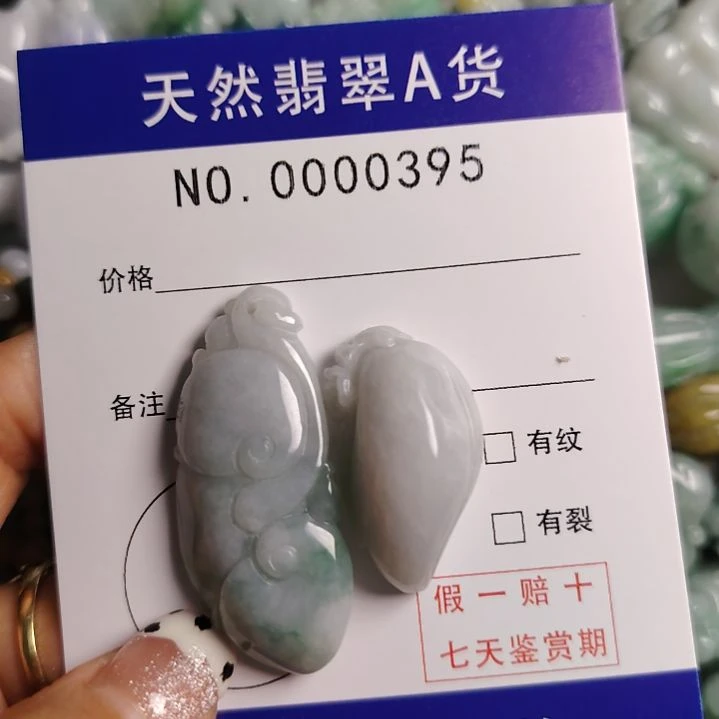 天然翡翠A货
NO. 0000395
价格
备注
有纹
有裂
假一赔十
七天鉴赏期